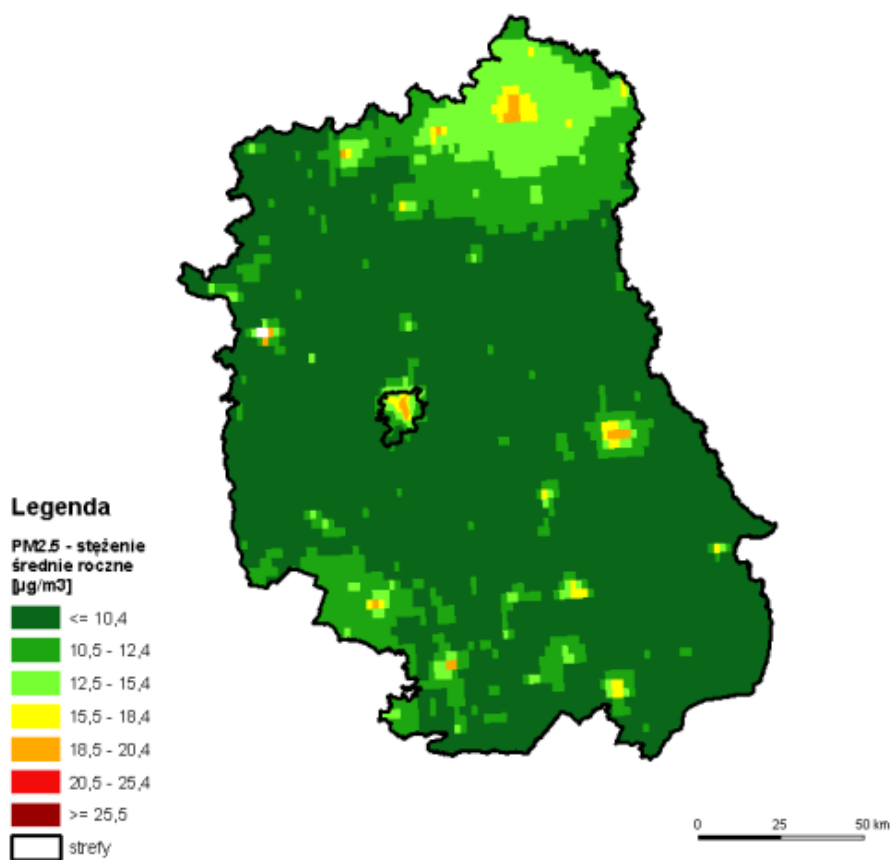 Legenda
PM2.5 - stężenie
średnie roczne
[µg/m3]
<= 10,4
10,5 - 12,4
12,5 - 15,4
15,5 - 18,4
18,5 - 20,4
20,5 - 25,4
>= 25,5
strefy
0 25 50 km